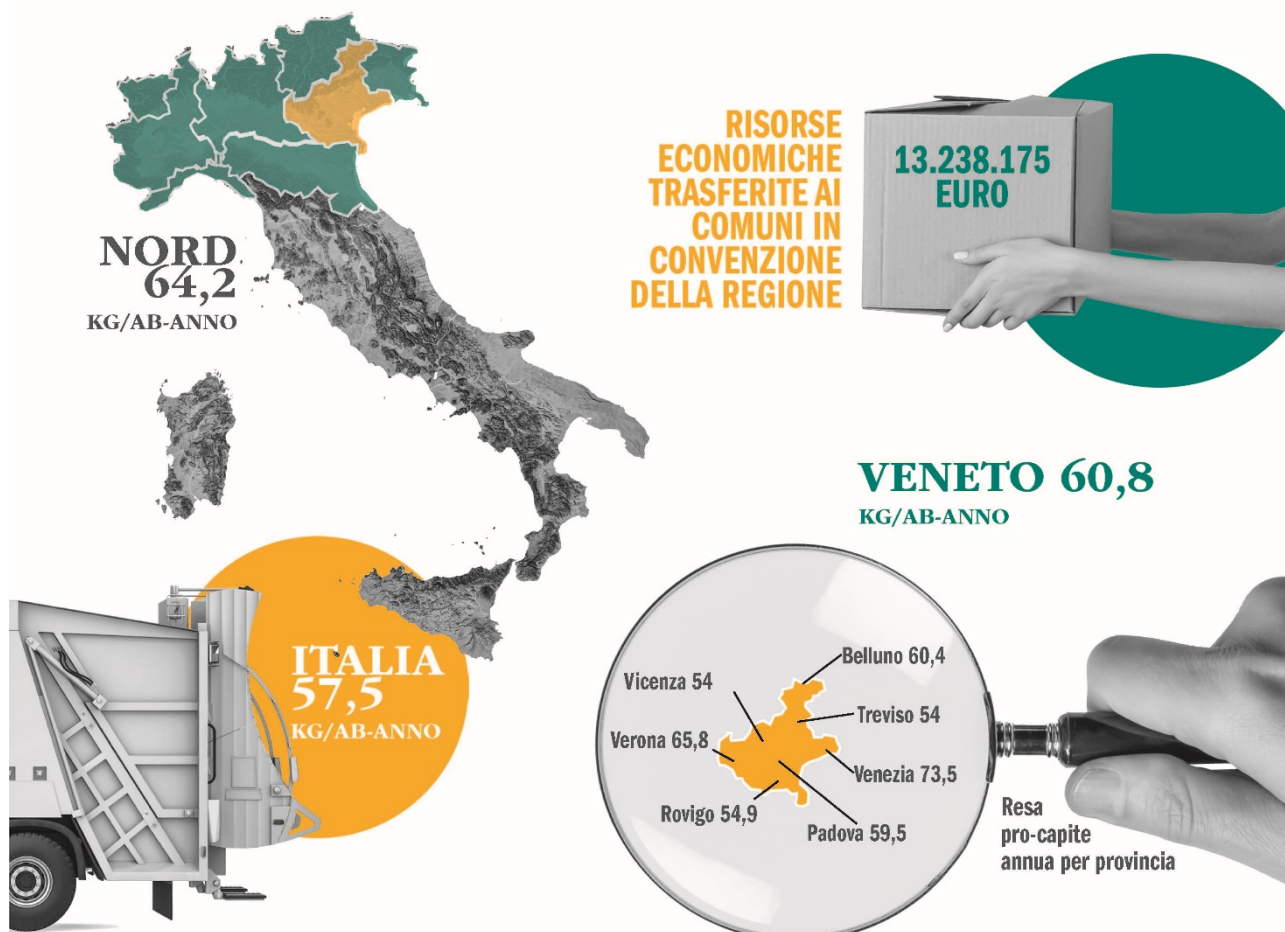 NORD
64,2
KG/AB-ANNO
RISORSE
ECONOMICHE
TRASFERITE AI
COMUNI IN
CONVENZIONE
DELLA REGIONE
13.238.175
EURO
ITALIA
57,5
KG/AB-ANNO
VENETO 60,8
KG/AB-ANNO
Belluno 60,4
Vicenza 54
Treviso 54
Verona 65,8
Venezia 73,5
Rovigo 54,9
Padova 59,5
Resa
pro-capite
annua per provincia